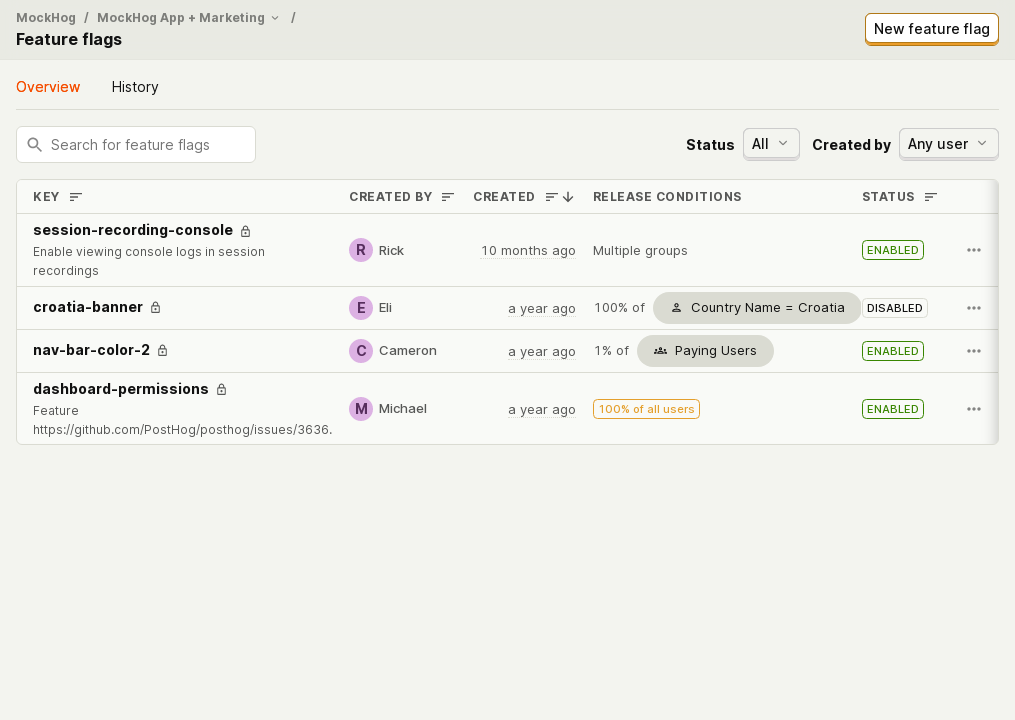 MockHog / MockHog App + Marketing /
Feature flags
New feature flag
Overview History
Search for feature flags
Status All Created by Any user
KEY CREATED BY CREATED RELEASE CONDITIONS STATUS
session-recording-console
Enable viewing console logs in session
recordings
R Rick 10 months ago Multiple groups ENABLED
croatia-banner E Eli a year ago 100% of Country Name = Croatia DISABLED
nav-bar-color-2 C Cameron a year ago 1% of Paying Users ENABLED
dashboard-permissions
Feature
https://github.com/PostHog/posthog/issues/3636.
M Michael a year ago 100% of all users ENABLED